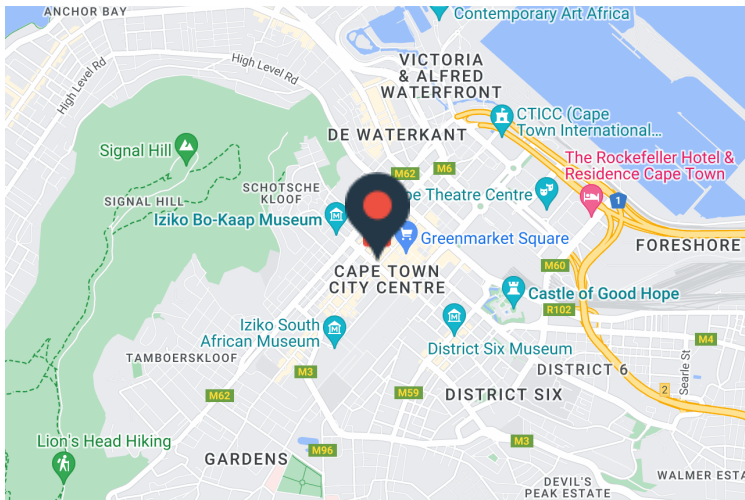 ANCHOR BAY
Contemporary Art Africa
High Level Rd
High Level Rd
VICTORIA
& ALFRED
WATERFRONT
CTICC (Cape
Town International...
DE WATERKANT
Signal Hill
M62
M6
The Rockefeller Hotel &
Residence Cape Town
SCHOTSCHE
KLOOF
SIGNAL HILL
Theatre Centre
1
Iziko Bo-Kaap Museum
Greenmarket Square
FORESHORE
M60
CAPE TOWN
CITY CENTRE
Castle of Good Hope
R102
Iziko South
African Museum
District Six Museum
M4
TAMBOERSKLOOF
M3
DISTRICT 6
Searle St
M62
M59
DISTRICT SIX
2
Lion's Head Hiking
M96
M3
GARDENS
DEVIL'S
PEAK ESTATE
WALMER ESTA